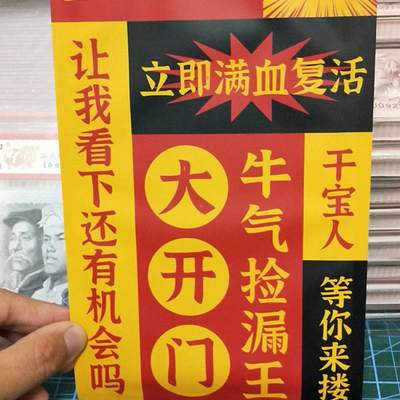 立即满血复活
让我看下还有机会吗
大开门
牛气捡漏王
干宝人
等你来搂